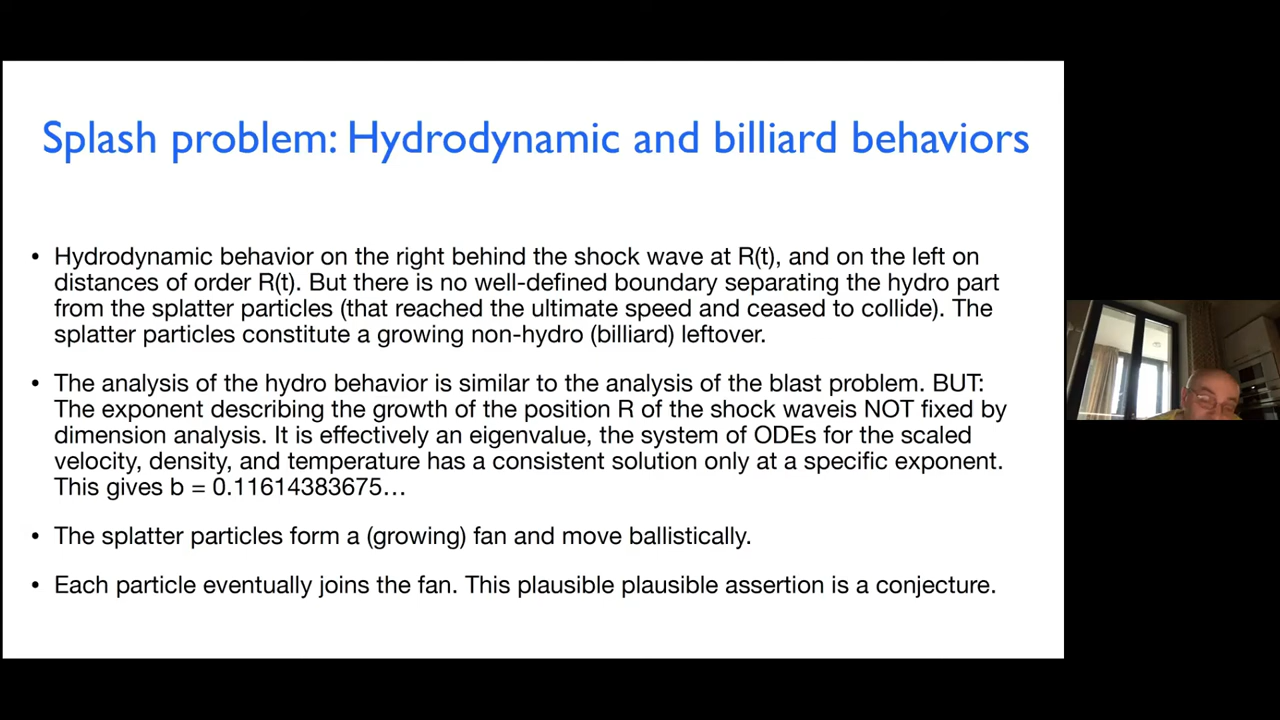 Splash problem: Hydrodynamic and billiard behaviors
• Hydrodynamic behavior on the right behind the shock wave at R(t), and on the left on
distances of order R(t). But there is no well-defined boundary separating the hydro part
from the splatter particles (that reached the ultimate speed and ceased to collide). The
splatter particles constitute a growing non-hydro (billiard) leftover.
• The analysis of the hydro behavior is similar to the analysis of the blast problem. BUT:
The exponent describing the growth of the position R of the shock waveis NOT fixed by
dimension analysis. It is effectively an eigenvalue, the system of ODEs for the scaled
velocity, density, and temperature has a consistent solution only at a specific exponent.
This gives b = 0.11614383675…
• The splatter particles form a (growing) fan and move ballistically.
• Each particle eventually joins the fan. This plausible plausible assertion is a conjecture.